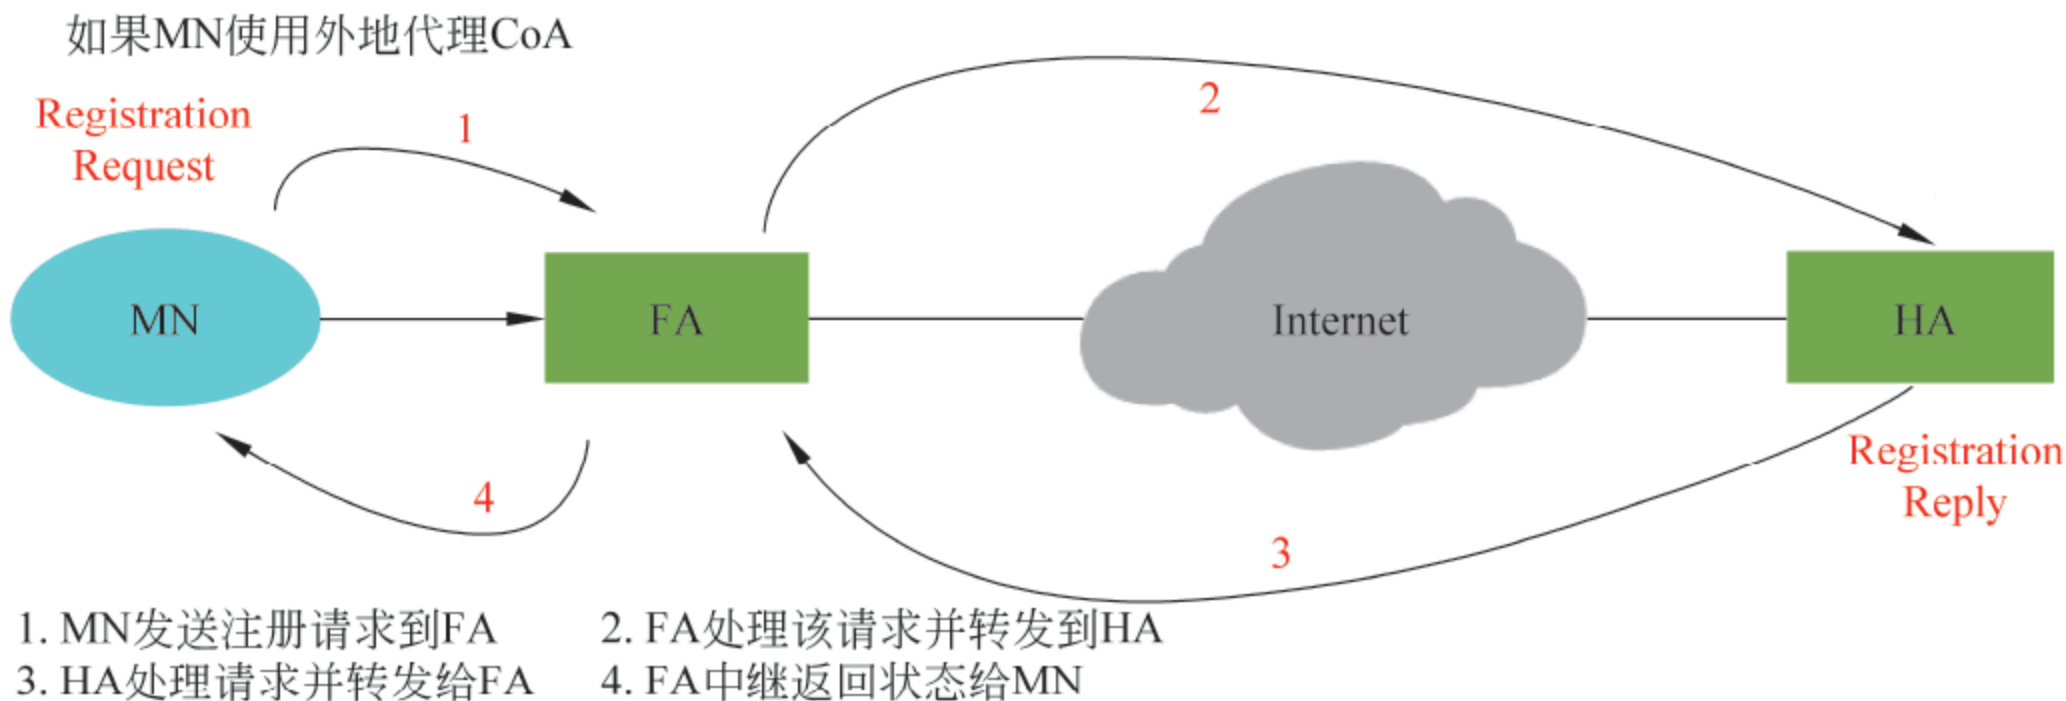 如果MN使用外地代理CoA
Registration
Request
1
2
MN
FA
Internet
HA
4
3
Registration
Reply
1. MN发送注册请求到FA
2. FA处理该请求并转发到HA
3. HA处理请求并转发给FA
4. FA中继返回状态给MN